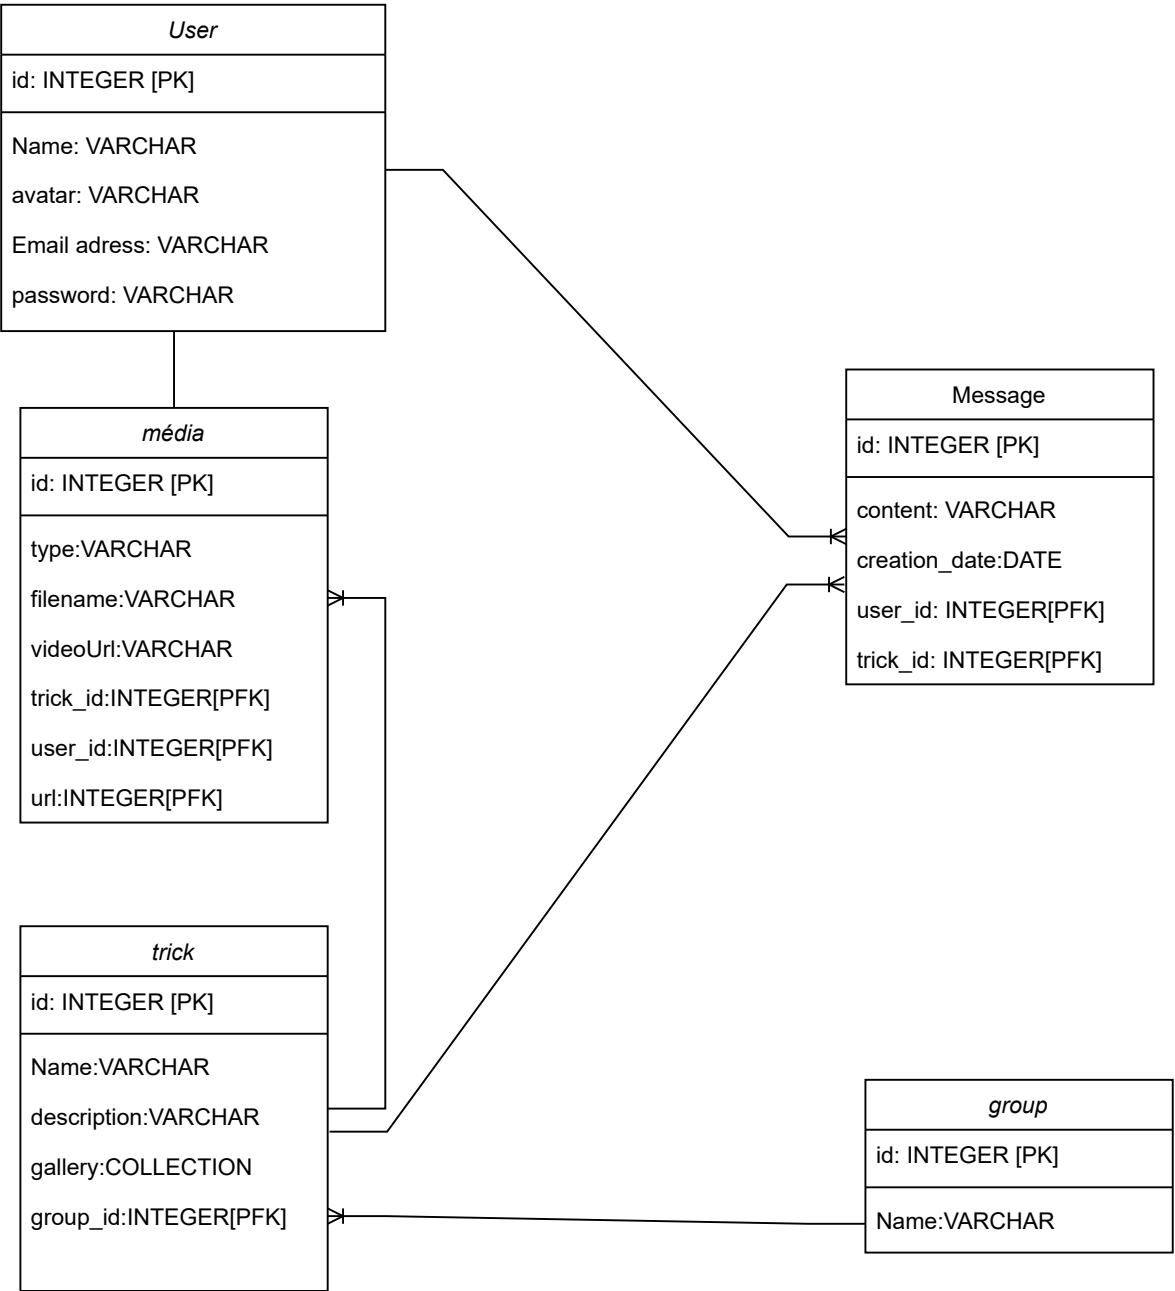 User
id: INTEGER [PK]
Name: VARCHAR
avatar: VARCHAR
Email adress: VARCHAR
password: VARCHAR
média
id: INTEGER [PK]
type:VARCHAR
filename:VARCHAR
videoUrl:VARCHAR
trick_id:INTEGER[PFK]
user_id:INTEGER[PFK]
url:INTEGER[PFK]
Message
id: INTEGER [PK]
content: VARCHAR
creation_date:DATE
user_id: INTEGER[PFK]
trick_id: INTEGER[PFK]
trick
id: INTEGER [PK]
Name:VARCHAR
description:VARCHAR
gallery:COLLECTION
group_id:INTEGER[PFK]
group
id: INTEGER [PK]
Name:VARCHAR